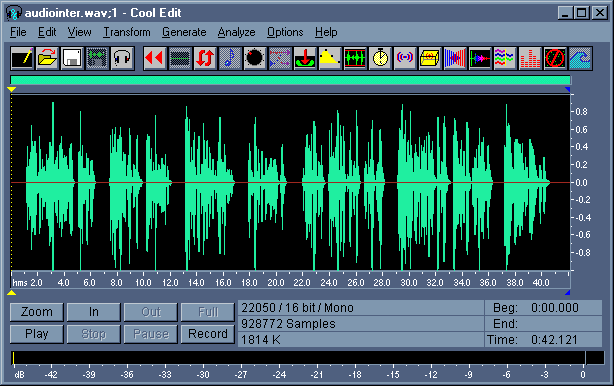 audiointer.wav;1 - Cool Edit
File Edit View Transform Generate Analyze Options Help
0.8
0.6
0.4
0.2
0.0
-0.2
-0.4
-0.6
-0.8
hms 2.0 4.0 6.0 8.0 10.0 12.0 14.0 16.0 18.0 20.0 22.0 24.0 26.0 28.0 30.0 32.0 34.0 36.0 38.0 40.0
Zoom In Out Full 22050 / 16 bit / Mono Beg: 0:00.000
928772 Samples End:
Play Stop Pause Record 1814 K Time: 0:42.121
dB -42 -39 -36 -33 -30 -27 -24 -21 -18 -15 -12 -9 -6 -3 0